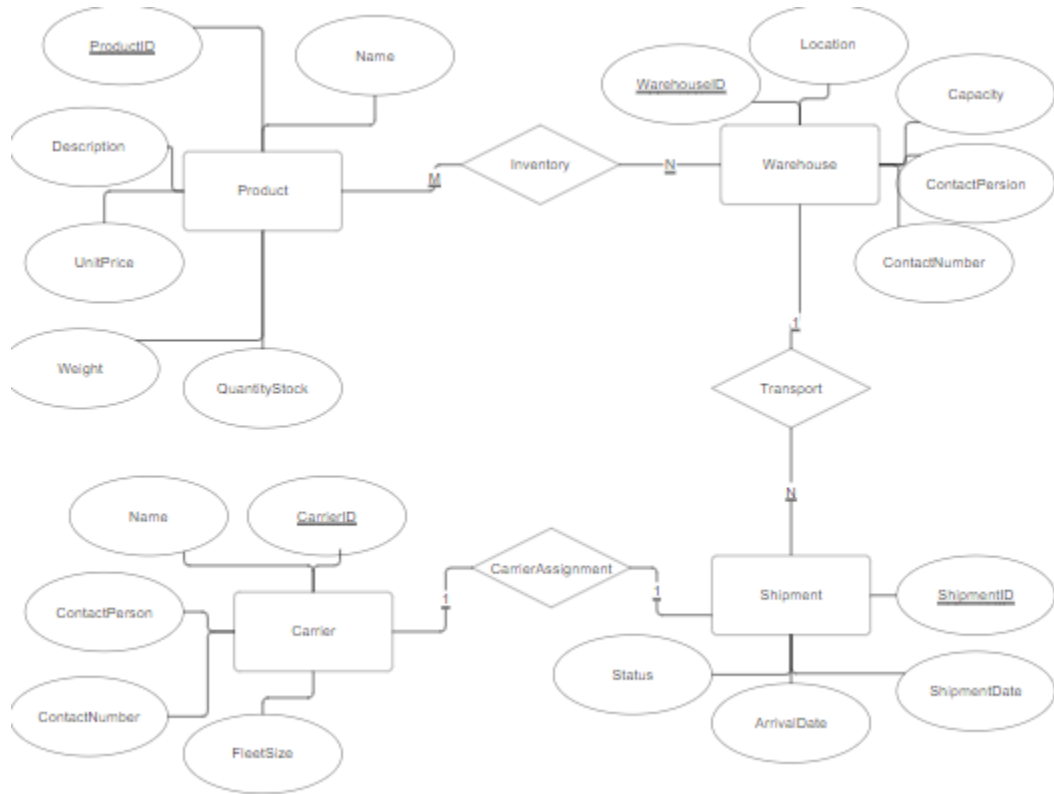 ProductID
Name
Location
WarehouseID
Capacity
Description
Product
M
Inventory
N
Warehouse
ContactPersion
UnitPrice
ContactNumber
1
Weight
QuantityStock
Transport
N
Name
CarrierID
CarrierAssignment
ContactPerson
Carrier
1
1
Shipment
ShipmentID
Status
ShipmentDate
ContactNumber
ArrivalDate
FleetSize